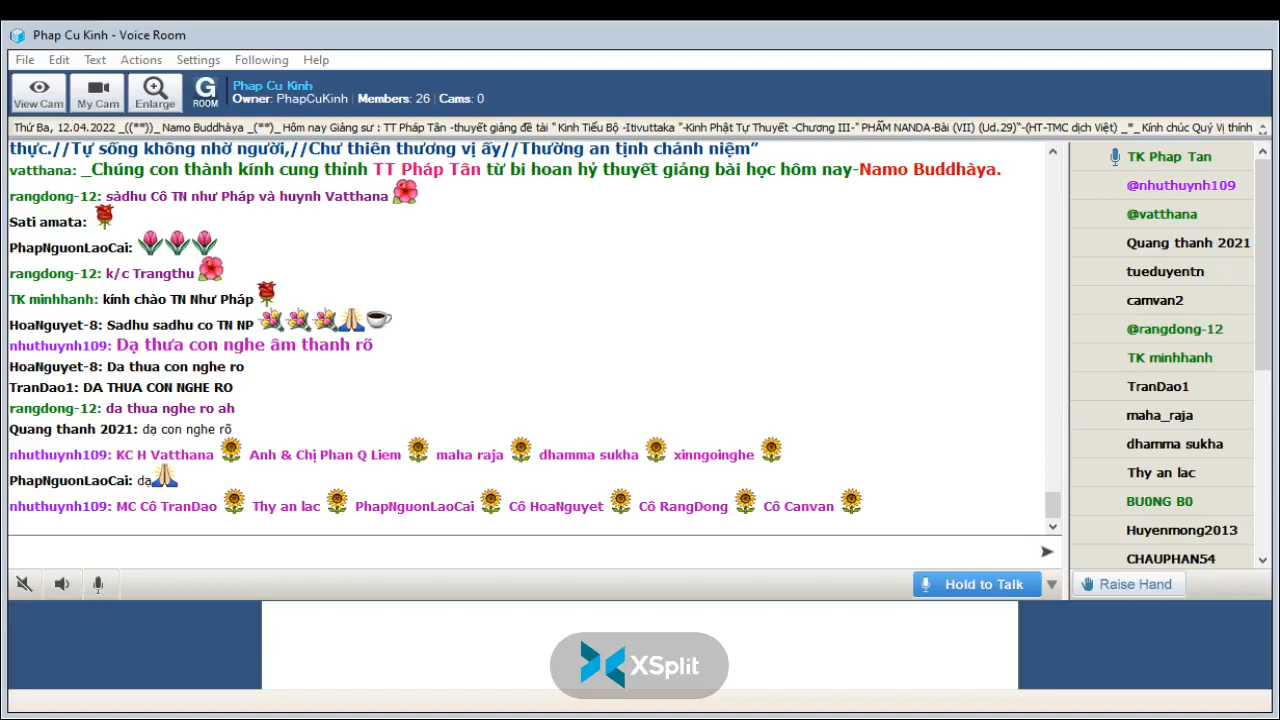 Phap Cu Kinh - Voice Room
File Edit Text Actions Settings Following Help
View Cam My Cam Enlarge G ROOM
Phap Cu Kinh
Owner: PhapCuKinh | Members: 26 | Cams: 0
Thứ Ba, 12.04.2022 _((**))_ Namo Buddhàya _(**)_ Hôm nay Giảng sư : TT Pháp Tân -thuyết giảng đề tài " Kinh Tiểu Bộ -Itivuttaka "-Kinh Phật Tự Thuyết -Chương III-" PHẨM NANDA-Bài (VII) (Ud.29)"-(HT-TMC dịch Việt) _*_ Kính chúc Quý Vị thính
thực.//Tự sống không nhờ người,//Chư thiên thương vị ấy//Thường an tịnh chánh niệm”
vatthana: _Chúng con thành kính cung thỉnh TT Pháp Tân từ bi hoan hỷ thuyết giảng bài học hôm nay-Namo Buddhàya.
rangdong-12: sàdhu Cô TN như Pháp và huynh Vatthana
Sati amata:
PhapNguonLaoCai:
rangdong-12: k/c Trangthu
TK minhhanh: kính chào TN Như Pháp
HoaNguyet-8: Sadhu sadhu co TN NP
nhuthuynh109: Dạ thưa con nghe âm thanh rõ
HoaNguyet-8: Da thua con nghe ro
TranDao1: DA THUA CON NGHE RO
rangdong-12: da thua nghe ro ah
Quang thanh 2021: dạ con nghe rõ
nhuthuynh109: KC H Vatthana Anh & Chị Phan Q Liem maha raja dhamma sukha xinngoinghe
PhapNguonLaoCai: dạ
nhuthuynh109: MC Cô TranDao Thy an lac PhapNguonLaoCai Cô HoaNguyet Cô RangDong Cô Canvan
TK Phap Tan
@nhuthuynh109
@vatthana
Quang thanh 2021
tueduyentn
camvan2
@rangdong-12
TK minhhanh
TranDao1
maha_raja
dhamma sukha
Thy an lac
BU0NG B0
Huyenmong2013
CHAUPHAN54
Hold to Talk
Raise Hand
XSplit